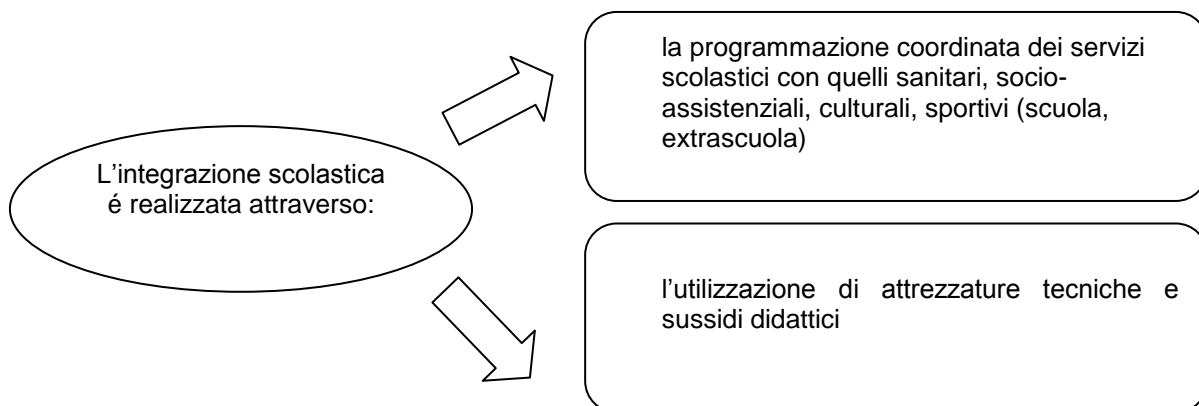 L'integrazione scolastica
é realizzata attraverso:
la programmazione coordinata dei servizi
scolastici con quelli sanitari, socio-
assistenziali, culturali, sportivi (scuola,
extrascuola)
l'utilizzazione di attrezzature tecniche e
sussidi didattici